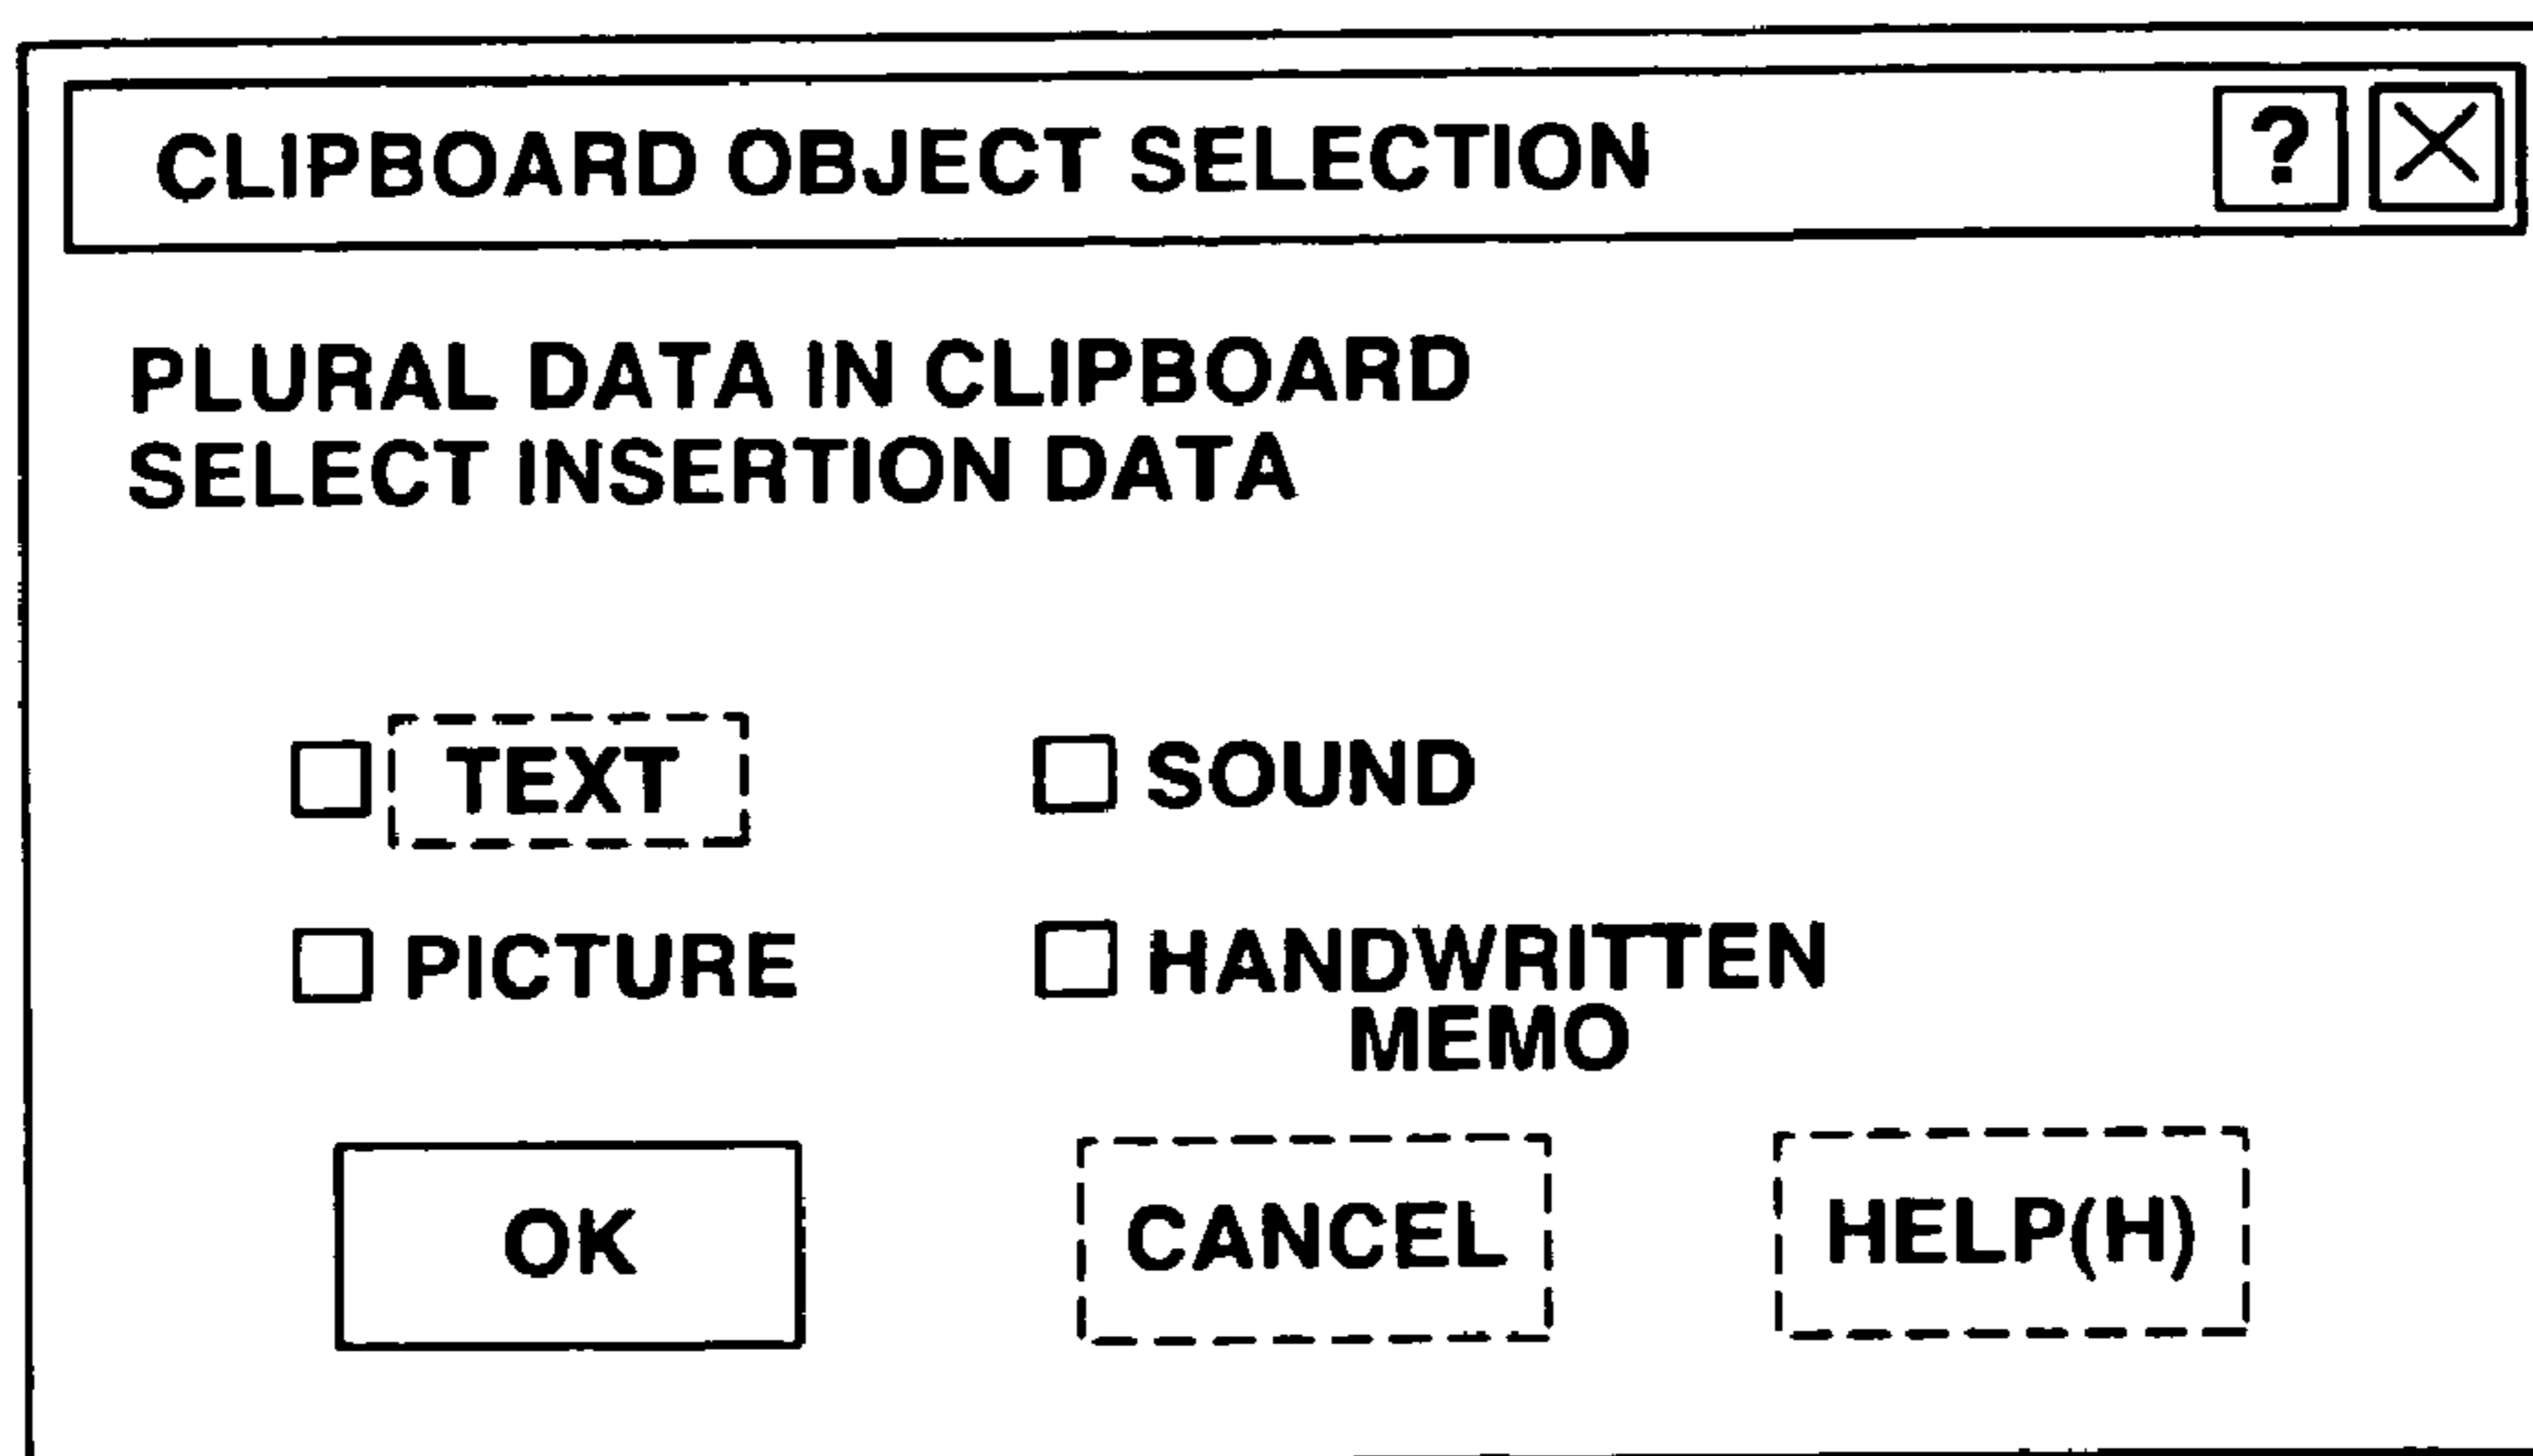 CLIPBOARD OBJECT SELECTION ?
PLURAL DATA IN CLIPBOARD
SELECT INSERTION DATA
TEXT SOUND
PICTURE HANDWRITTEN
MEMO
OK CANCEL HELP(H)